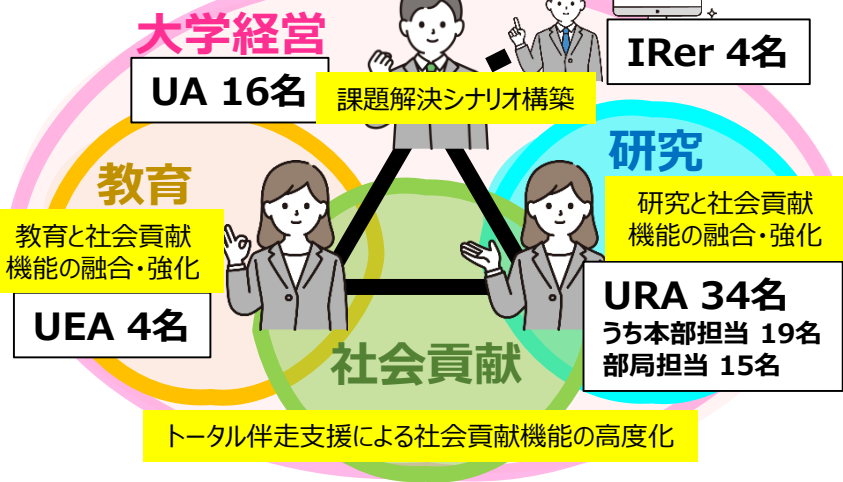 大学経営
IRer 4名
UA 16名
課題解決シナリオ構築
研究
教育
研究と社会貢献
機能の融合・強化
教育と社会貢献
機能の融合・強化
URA 34名
うち本部担当 19名
部局担当 15名
UEA 4名
社会貢献
トータル伴走支援による社会貢献機能の高度化